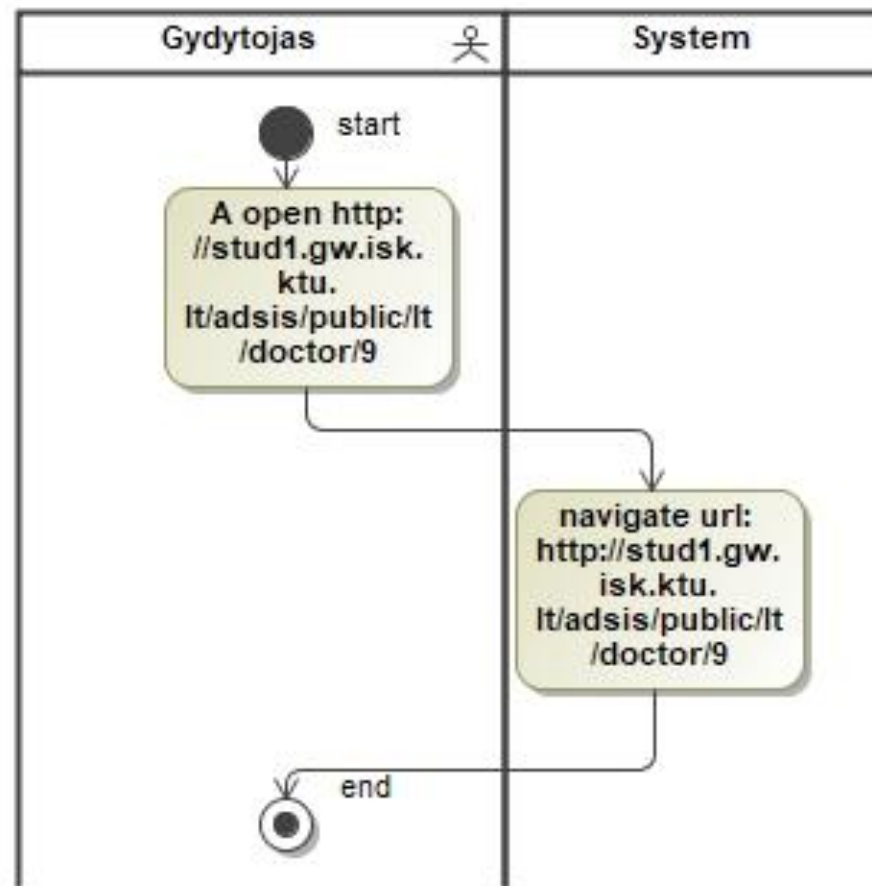 Gydytojas
System
start
A open http:
//stud1.gw.isk.
ktu.
lt/adsis/public/lt
/doctor/9
navigate url:
http://stud1.gw.
isk.ktu.
lt/adsis/public/lt
/doctor/9
end